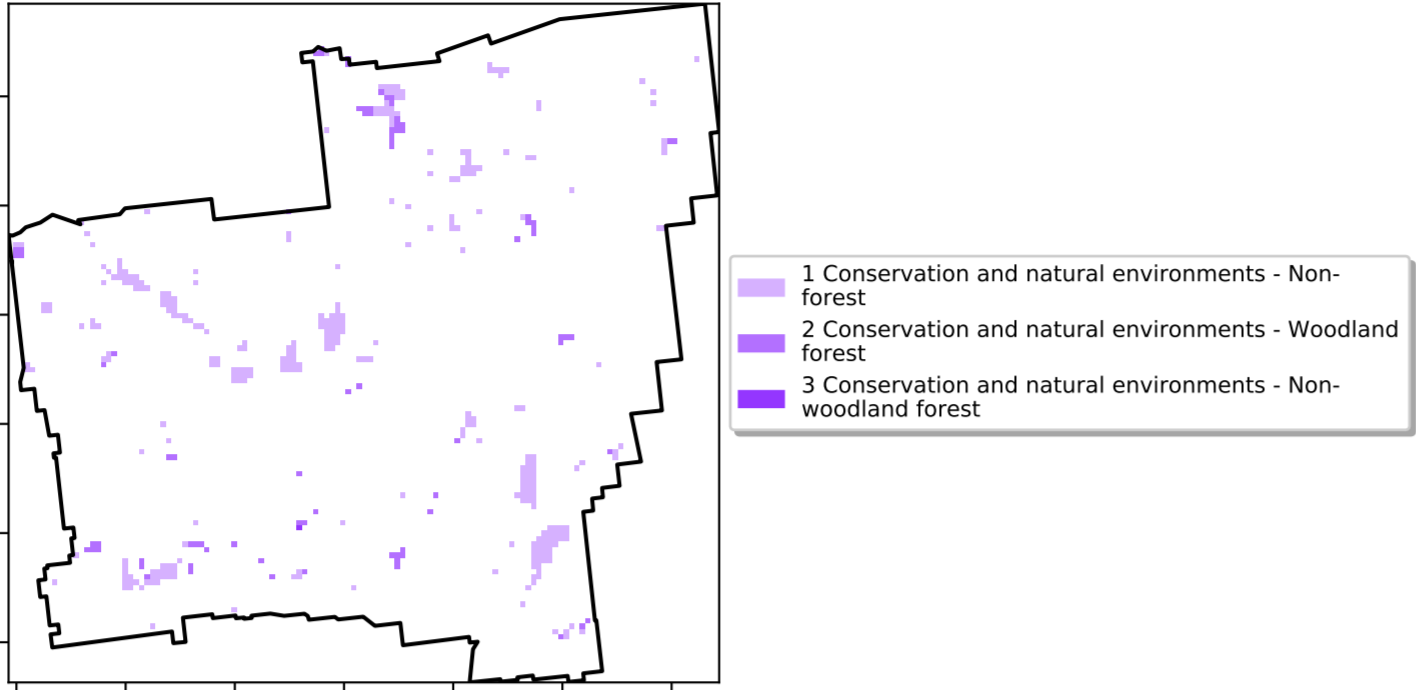 1 Conservation and natural environments - Non-
forest
2 Conservation and natural environments - Woodland
forest
3 Conservation and natural environments - Non-
woodland forest